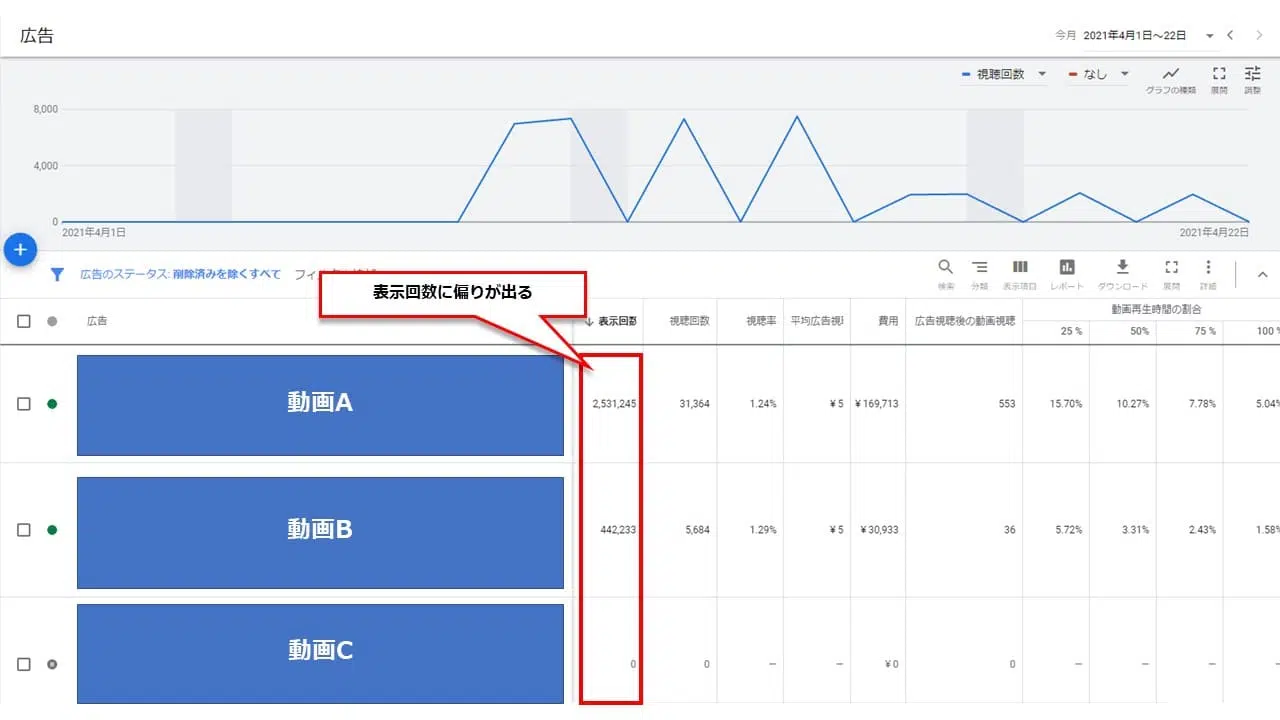 広告
今月 2021年4月1日～22日
視聴回数 なし
グラフの種類 展開 調整
8,000
4,000
0
2021年4月1日 2021年4月22日
広告のステータス: 削除済みを除くすべて
検索 分類 表示項目 レポート ダウンロード 展開 詳細
表示回数に偏りが出る
広告 表示回数 視聴回数 視聴率 平均広告視 費用 広告視聴後の動画視聴 動画再生時間の割合
25 % 50% 75 % 100 %
動画A 2,531,245 31,364 1.24% ¥5 ¥169,713 553 15.70% 10.27% 7.78% 5.04%
動画B 442,233 5,684 1.29% ¥5 ¥30,933 36 5.72% 3.31% 2.43% 1.58%
動画C 0 0 — — ¥0 0 — — — —